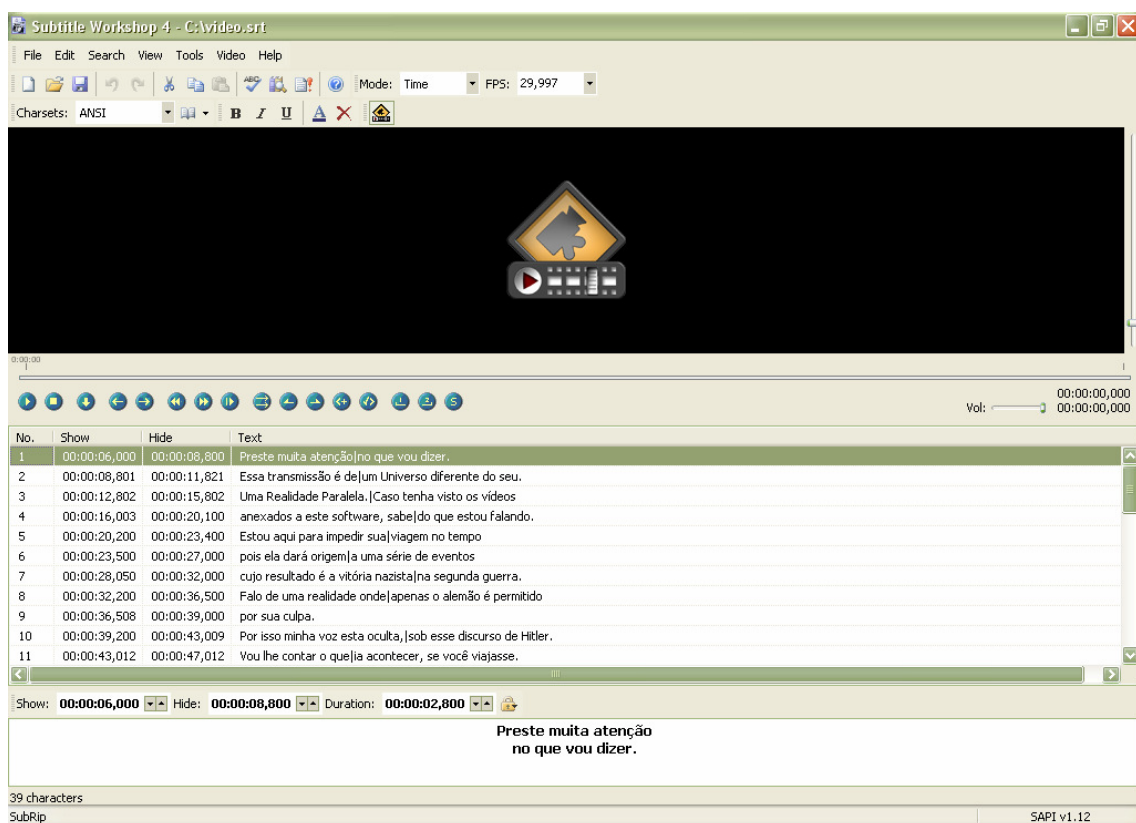 Subtitle Workshop 4 - C:\video.srt
File Edit Search View Tools Video Help
ABC Mode: Time FPS: 29,997
Charsets: ANSI B I U A
0:00:00
00:00:00,000
Vol: 00:00:00,000
No. Show Hide Text
1 00:00:06,000 00:00:08,800 Preste muita atenção|no que vou dizer.
2 00:00:08,801 00:00:11,821 Essa transmissão é de|um Universo diferente do seu.
3 00:00:12,802 00:00:15,802 Uma Realidade Paralela.|Caso tenha visto os vídeos
4 00:00:16,003 00:00:20,100 anexados a este software, sabe|do que estou falando.
5 00:00:20,200 00:00:23,400 Estou aqui para impedir sua|viagem no tempo
6 00:00:23,500 00:00:27,000 pois ela dará origem|a uma série de eventos
7 00:00:28,050 00:00:32,000 cujo resultado é a vitória nazista|na segunda guerra.
8 00:00:32,200 00:00:36,500 Falo de uma realidade onde|apenas o alemão é permitido
9 00:00:36,508 00:00:39,000 por sua culpa.
10 00:00:39,200 00:00:43,009 Por isso minha voz esta oculta,|sob esse discurso de Hitler.
11 00:00:43,012 00:00:47,012 Vou lhe contar o que|ia acontecer, se você viajasse.
Show: 00:00:06,000 Hide: 00:00:08,800 Duration: 00:00:02,800
Preste muita atenção
no que vou dizer.
39 characters
SubRip SAPI v1.12